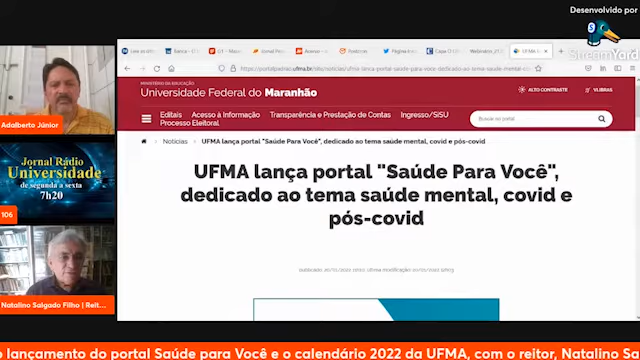 Desenvolvido por
StreamYard
MINISTÉRIO DA EDUCAÇÃO
Universidade Federal do Maranhão
ALTO CONTRASTE
VLIBRAS
Editais Acesso à Informação Transparência e Prestação de Contas Ingresso/SiSU
Processo Eleitoral
Buscar no portal
Notícias
UFMA lança portal "Saúde Para Você", dedicado ao tema saúde mental, covid e pós-covid
UFMA lança portal "Saúde Para Você",
dedicado ao tema saúde mental, covid e
pós-covid
Adalberto Júnior
Jornal Rádio
Universidade
de segunda a sexta
7h20
106
Natalino Salgado Filho | Reit...
o lançamento do portal Saúde para Você e o calendário 2022 da UFMA, com o reitor, Natalino Sa